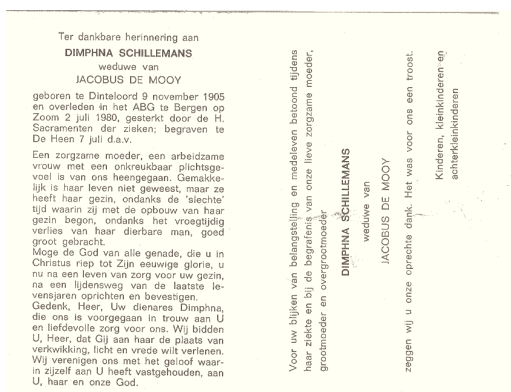 Ter dankbare herinnering aan
DIMPHNA SCHILLEMANS
weduwe van
JACOBUS DE MOOY
geboren te Dinteloord 9 november 1905
en overleden in het ABG te Bergen op
Zoom 2 juli 1980, gesterkt door de H.
Sacramenten der zieken; begraven te
De Heen 7 juli d.a.v.
Een zorgzame moeder, een arbeidzame
vrouw met een onkreukbaar plichtsge-
voel is van ons heengegaan. Gemakke-
lijk is haar leven niet geweest, maar ze
heeft haar gezin, ondanks de 'slechte'
tijd waarin zij met de opbouw van haar
gezin begon, ondanks het vroegtijdig
verlies van haar dierbare man, goed
groot gebracht.
Moge de God van alle genade, die u in
Christus riep tot Zijn eeuwige glorie, u
nu na een leven van zorg voor uw gezin,
na een lijdensweg van de laatste le-
vensjaren oprichten en bevestigen.
Gedenk, Heer, Uw dienares Dimphna,
die ons is voorgegaan in trouw aan U
en liefdevolle zorg voor ons. Wij bidden
U, Heer, dat Gij aan haar de plaats van
verkwikking, licht en vrede wilt verlenen.
Wij verenigen ons met het geloof waar-
in zijzelf aan U heeft vastgehouden, aan
U, haar en onze God.
Voor uw blijken van belangstelling en medeleven betoond tijdens
haar ziekte en bij de begrafenis van onze lieve zorgzame moeder,
grootmoeder en overgrootmoeder
DIMPHNA SCHILLEMANS
weduwe van
JACOBUS DE MOOY
zeggen wij u onze oprechte dank. Het was voor ons een troost.
Kinderen, kleinkinderen en
achterkleinkinderen